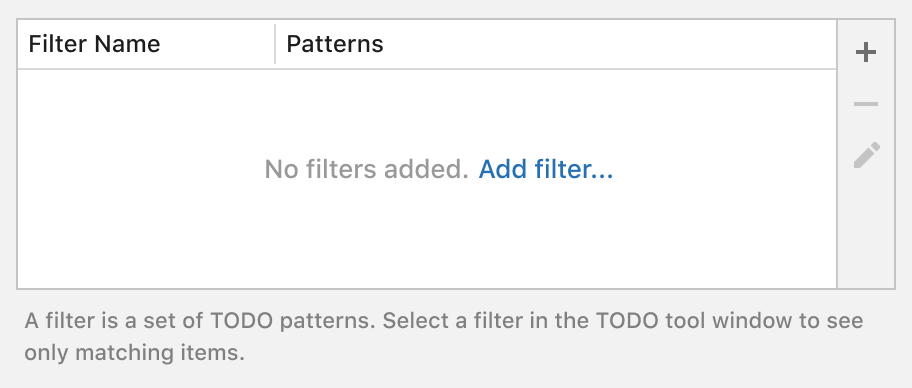 Filter Name Patterns
No filters added. Add filter...
A filter is a set of TODO patterns. Select a filter in the TODO tool window to see
only matching items.